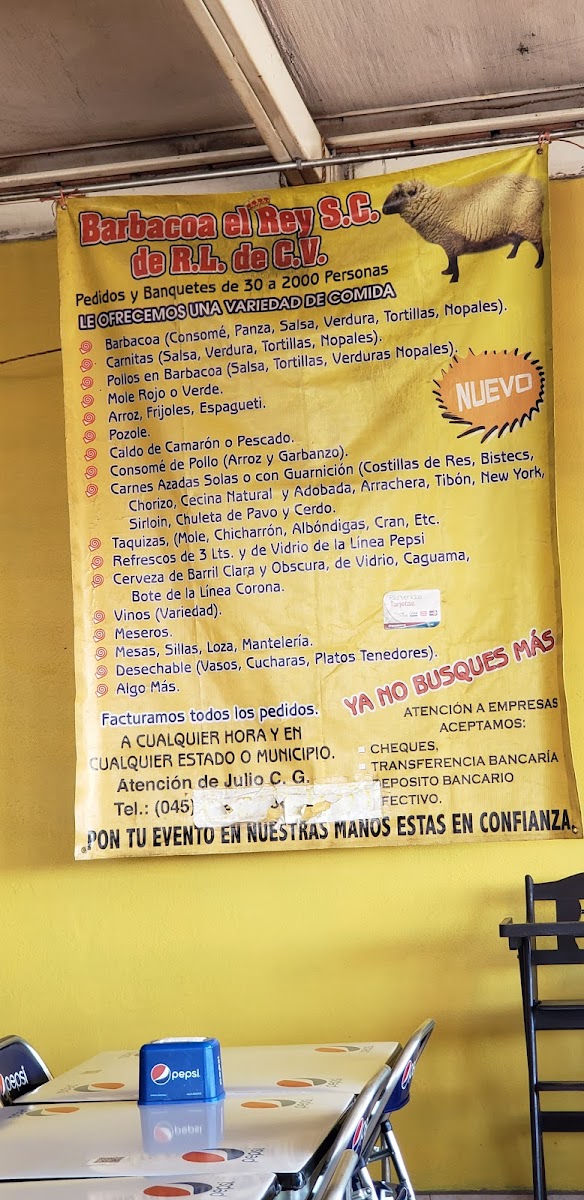 Barbacoa el Rey S.C.
de R.L. de C.V.
Pedidos y Banquetes de 30 a 2000 Personas
LE OFRECEMOS UNA VARIEDAD DE COMIDA
Barbacoa (Consomé, Panza, Salsa, Verdura, Tortillas, Nopales).
Carnitas (Salsa, Verdura, Tortillas, Nopales).
Pollos en Barbacoa (Salsa, Tortillas, Verduras Nopales).
Mole Rojo o Verde.
Arroz, Frijoles, Espagueti.
Pozole.
Caldo de Camarón o Pescado.
Consomé de Pollo (Arroz y Garbanzo).
Carnes Azadas Solas o con Guarnición (Costillas de Res, Bistecs,
Chorizo, Cecina Natural y Adobada, Arrachera, Tibón, New York,
Sirloin, Chuleta de Pavo y Cerdo.
Taquizas, (Mole, Chicharrón, Albóndigas, Cran, Etc.
Refrescos de 3 Lts. y de Vidrio de la Línea Pepsi
Cerveza de Barril Clara y Obscura, de Vidrio, Caguama,
Bote de la Línea Corona.
Vinos (Variedad).
Meseros.
Mesas, Sillas, Loza, Mantelería.
Desechable (Vasos, Cucharas, Platos Tenedores).
Algo Más.
NUEVO
YA NO BUSQUES MÁS
Facturamos todos los pedidos.
A CUALQUIER HORA Y EN
CUALQUIER ESTADO O MUNICIPIO.
Atención de Julio C. G.
Tel.: (045)
ATENCIÓN A EMPRESAS
ACEPTAMOS:
CHEQUES,
TRANSFERENCIA BANCARÍA
DEPOSITO BANCARIO
EFECTIVO.
PON TU EVENTO EN NUESTRAS MANOS ESTAS EN CONFIANZA
pepsi
pepsi
pepsi
pepsi